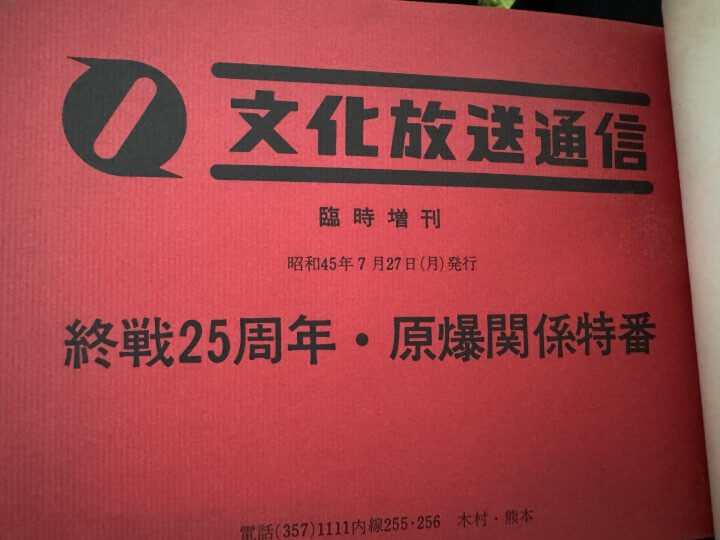 文化放送通信
臨時増刊
昭和45年7月27日(月)発行
終戦25周年・原爆関係特番
電話(357)1111内線255・256 木村・熊本